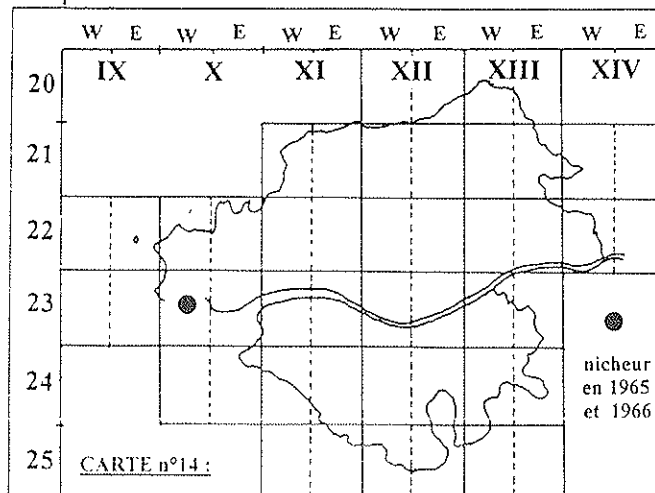 W E W E W E W E W E W E
IX X XI XII XIII XIV
20
21
22
23
24
25
nicheur
en 1965
et 1966
CARTE n°14 :